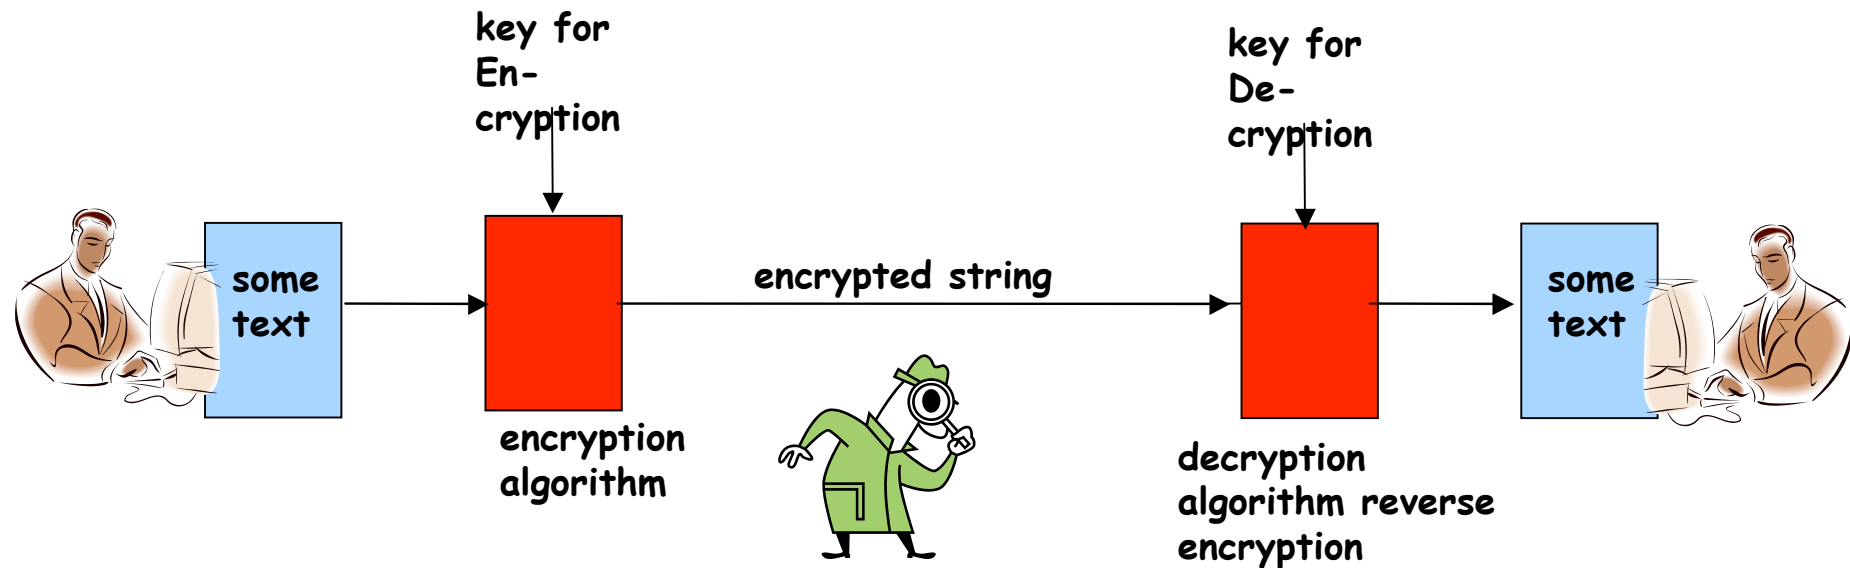 key for
En-
cryption
key for
De-
cryption
some
text
encrypted string
some
text
encryption
algorithm
decryption
algorithm reverse
encryption